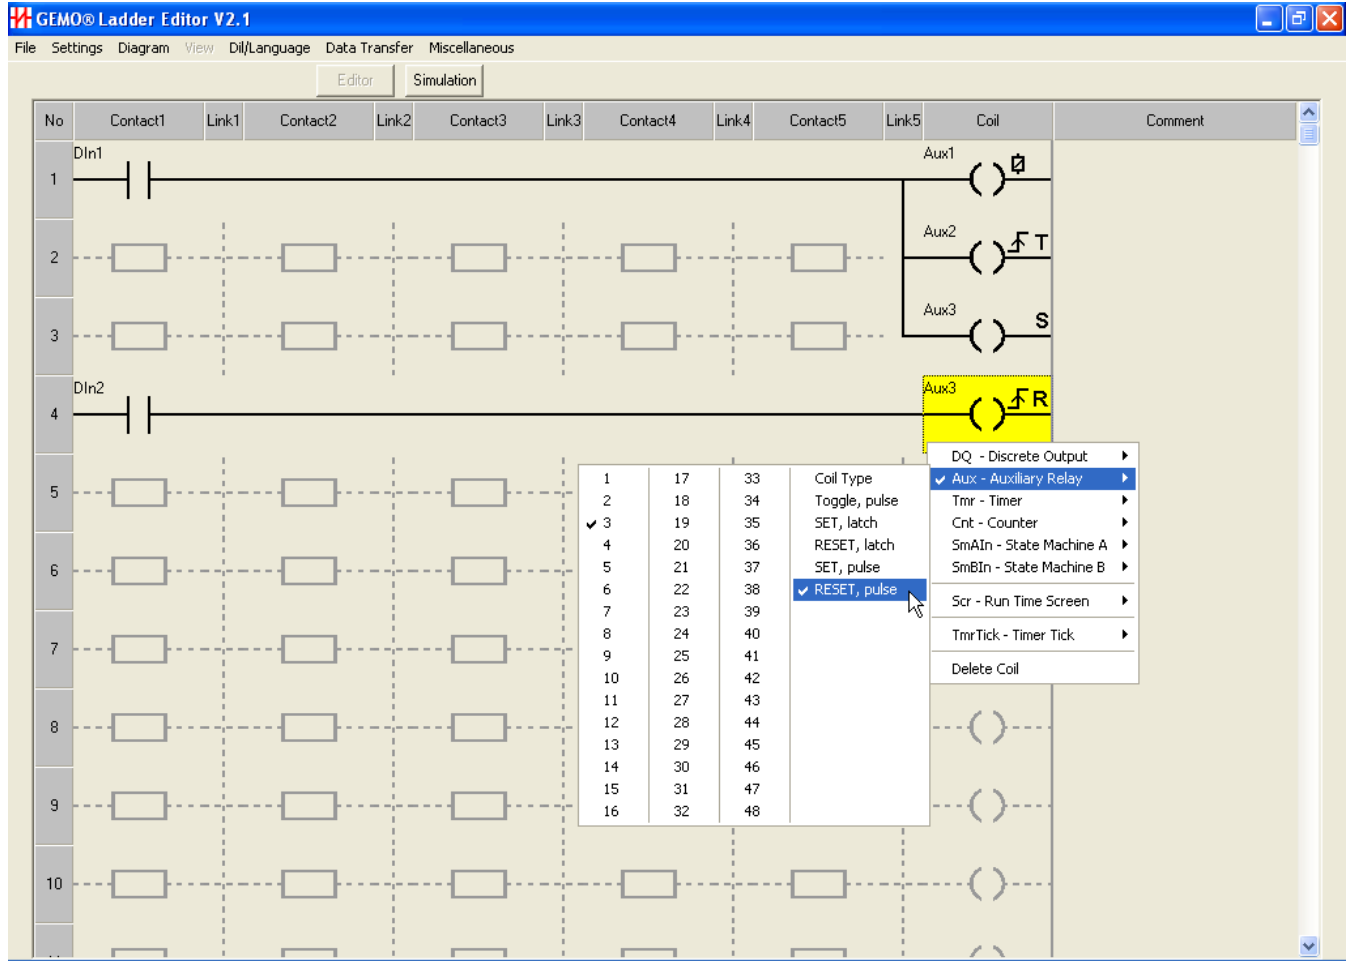 GEMO® Ladder Editor V2.1
File Settings Diagram View Dil/Language Data Transfer Miscellaneous
Editor Simulation
No Contact1 Link1 Contact2 Link2 Contact3 Link3 Contact4 Link4 Contact5 Link5 Coil Comment
DIn1 Aux1
1
Aux2
2 T
Aux3
3 S
DIn2 Aux3
4 R
DQ - Discrete Output
Aux - Auxiliary Relay
Tmr - Timer
Cnt - Counter
SmAIn - State Machine A
SmBIn - State Machine B
Scr - Run Time Screen
TmrTick - Timer Tick
Delete Coil
1 17 33 Coil Type
2 18 34 Toggle, pulse
3 19 35 SET, latch
4 20 36 RESET, latch
5 21 37 SET, pulse
6 22 38 RESET, pulse
7 23 39
8 24 40
9 25 41
10 26 42
11 27 43
12 28 44
13 29 45
14 30 46
15 31 47
16 32 48
5
6
7
8
9
10